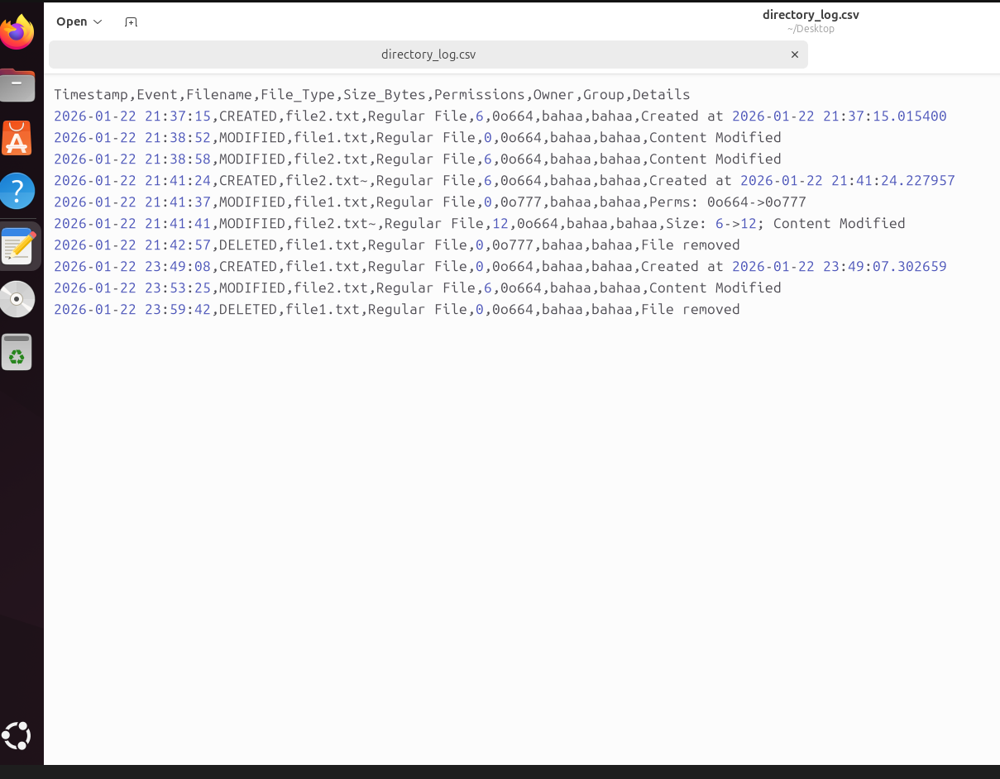 Open
directory_log.csv
~/Desktop
directory_log.csv
Timestamp,Event,Filename,File_Type,Size_Bytes,Permissions,Owner,Group,Details
2026-01-22 21:37:15,CREATED,file2.txt,Regular File,6,0o664,bahaa,bahaa,Created at 2026-01-22 21:37:15.015400
2026-01-22 21:38:52,MODIFIED,file1.txt,Regular File,0,0o664,bahaa,bahaa,Content Modified
2026-01-22 21:38:58,MODIFIED,file2.txt,Regular File,6,0o664,bahaa,bahaa,Content Modified
2026-01-22 21:41:24,CREATED,file2.txt~,Regular File,6,0o664,bahaa,bahaa,Created at 2026-01-22 21:41:24.227957
2026-01-22 21:41:37,MODIFIED,file1.txt,Regular File,0,0o777,bahaa,bahaa,Perms: 0o664->0o777
2026-01-22 21:41:41,MODIFIED,file2.txt~,Regular File,12,0o664,bahaa,bahaa,Size: 6->12; Content Modified
2026-01-22 21:42:57,DELETED,file1.txt,Regular File,0,0o777,bahaa,bahaa,File removed
2026-01-22 23:49:08,CREATED,file1.txt,Regular File,0,0o664,bahaa,bahaa,Created at 2026-01-22 23:49:07.302659
2026-01-22 23:53:25,MODIFIED,file2.txt,Regular File,6,0o664,bahaa,bahaa,Content Modified
2026-01-22 23:59:42,DELETED,file1.txt,Regular File,0,0o664,bahaa,bahaa,File removed